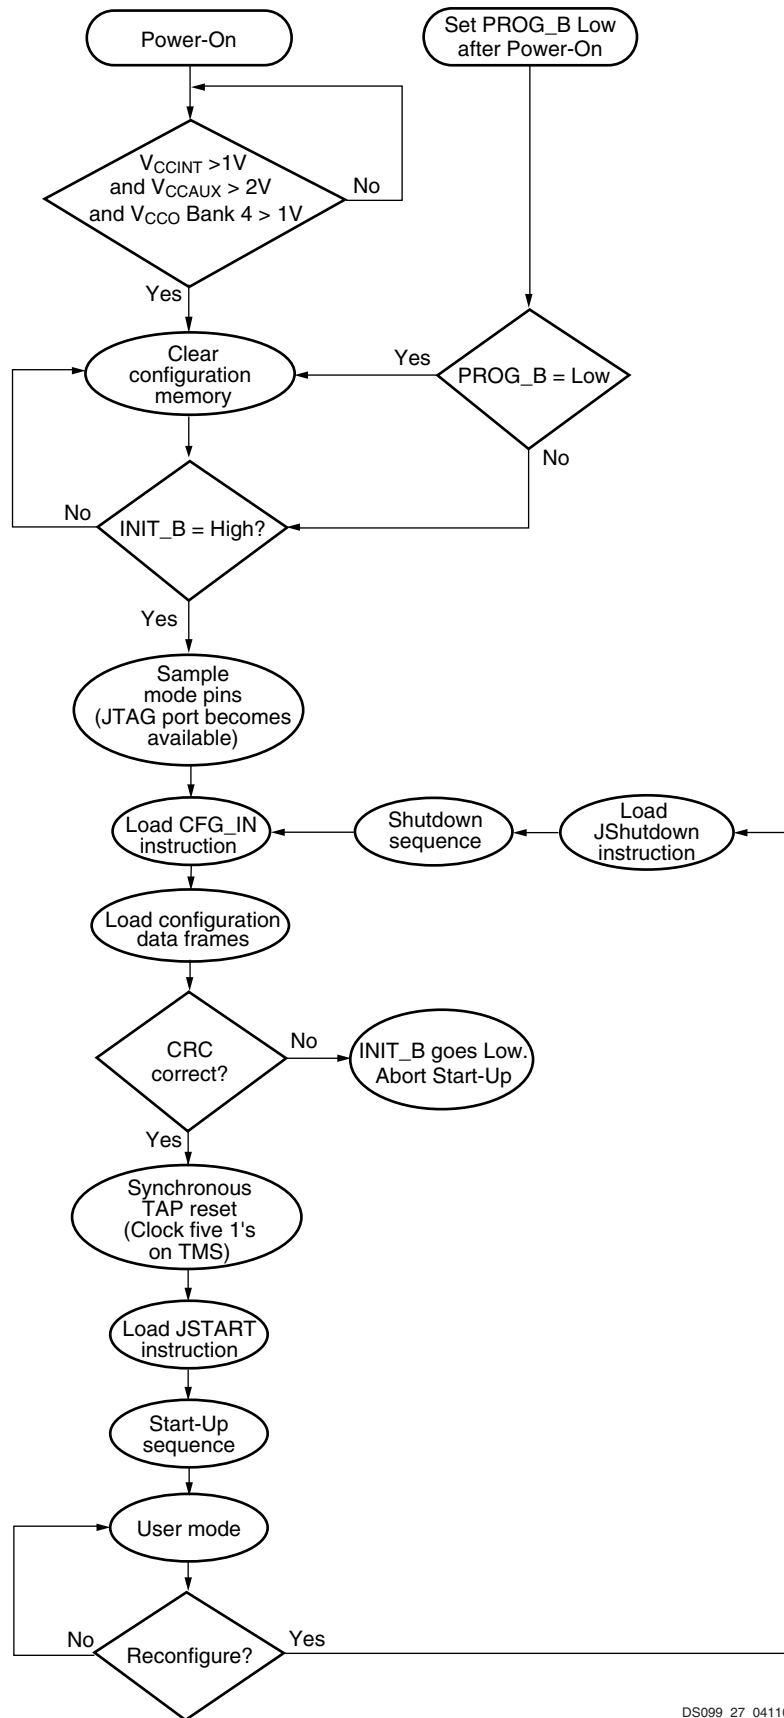 Power-On
Set PROG_B Low
after Power-On
VCCINT >1V
and VCCAUX > 2V
and VCCO Bank 4 > 1V
No
Yes
Clear
configuration
memory
Yes
PROG_B = Low
No
No
INIT_B = High?
Yes
Sample
mode pins
(JTAG port becomes
available)
Load CFG_IN
instruction
Shutdown
sequence
Load
JShutdown
instruction
Load configuration
data frames
CRC
correct?
No
INIT_B goes Low.
Abort Start-Up
Yes
Synchronous
TAP reset
(Clock five 1's
on TMS)
Load JSTART
instruction
Start-Up
sequence
User mode
No
Reconfigure?
Yes